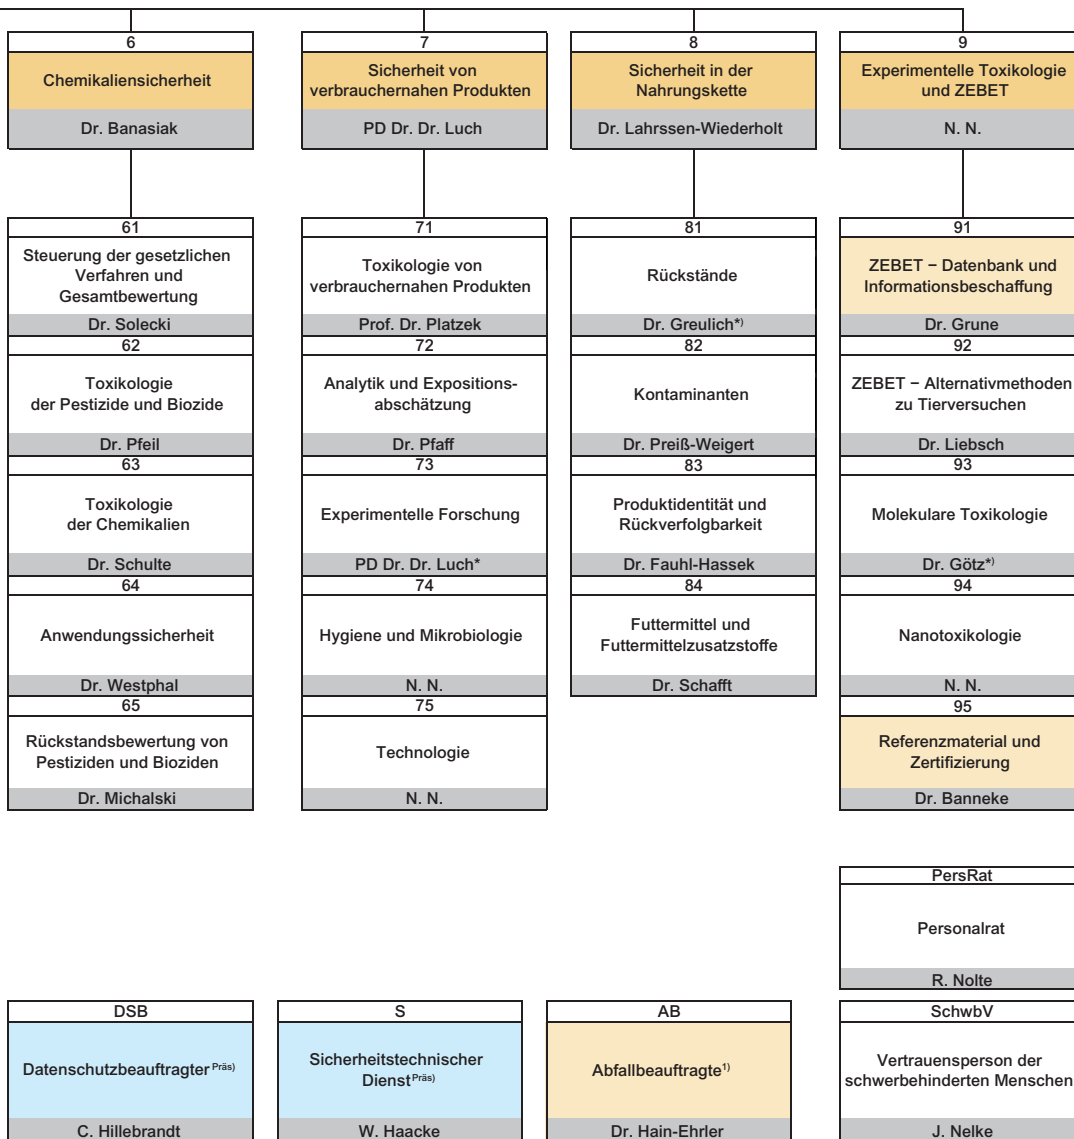 6
Chemikaliensicherheit
Dr. Banasiak
7
Sicherheit von
verbrauchernahen Produkten
PD Dr. Dr. Luch
8
Sicherheit in der
Nahrungskette
Dr. Lahrssen-Wiederholt
9
Experimentelle Toxikologie
und ZEBET
N. N.
61
Steuerung der gesetzlichen
Verfahren und
Gesamtbewertung
Dr. Solecki
62
Toxikologie
der Pestizide und Biozide
Dr. Pfeil
63
Toxikologie
der Chemikalien
Dr. Schulte
64
Anwendungssicherheit
Dr. Westphal
65
Rückstandsbewertung von
Pestiziden und Bioziden
Dr. Michalski
71
Toxikologie von
verbrauchernahen Produkten
Prof. Dr. Platzek
72
Analytik und Expositions-
abschätzung
Dr. Pfaff
73
Experimentelle Forschung
PD Dr. Dr. Luch*
74
Hygiene und Mikrobiologie
N. N.
75
Technologie
N. N.
81
Rückstände
Dr. Greulich*)
82
Kontaminanten
Dr. Preiß-Weigert
83
Produktidentität und
Rückverfolgbarkeit
Dr. Fauhl-Hassek
84
Futtermittel und
Futtermittelzusatzstoffe
Dr. Schafft
91
ZEBET – Datenbank und
Informationsbeschaffung
Dr. Grune
92
ZEBET – Alternativmethoden
zu Tierversuchen
Dr. Liebsch
93
Molekulare Toxikologie
Dr. Götz*)
94
Nanotoxikologie
N. N.
95
Referenzmaterial und
Zertifizierung
Dr. Banneke
PersRat
Personalrat
R. Nolte
DSB
Datenschutzbeauftragter Präs)
C. Hillebrandt
S
Sicherheitstechnischer
Dienst Präs)
W. Haacke
AB
Abfallbeauftragte1)
Dr. Hain-Ehrler
SchwbV
Vertrauensperson der
schwerbehinderten Menschen
J. Nelke